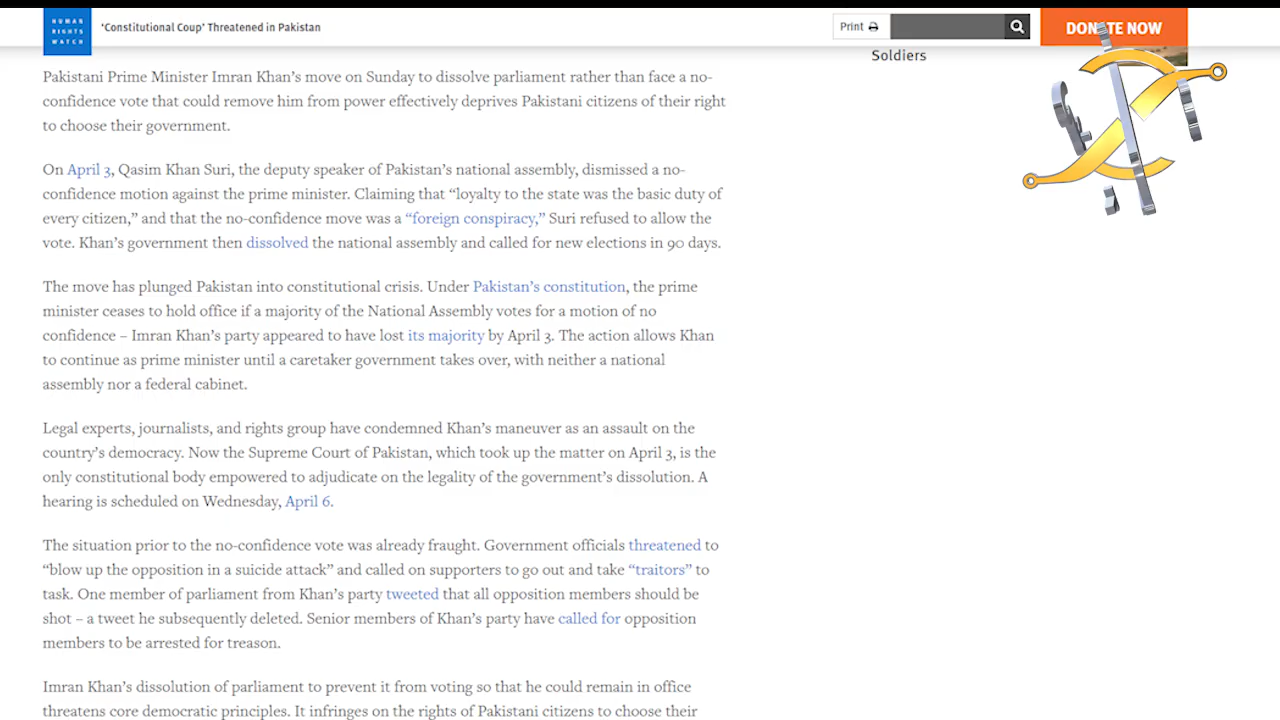 HUMAN
RIGHTS
WATCH
‘Constitutional Coup’ Threatened in Pakistan
Print
DONATE NOW
Soldiers
Pakistani Prime Minister Imran Khan’s move on Sunday to dissolve parliament rather than face a no-
confidence vote that could remove him from power effectively deprives Pakistani citizens of their right
to choose their government.
On April 3, Qasim Khan Suri, the deputy speaker of Pakistan’s national assembly, dismissed a no-
confidence motion against the prime minister. Claiming that “loyalty to the state was the basic duty of
every citizen,” and that the no-confidence move was a “foreign conspiracy,” Suri refused to allow the
vote. Khan’s government then dissolved the national assembly and called for new elections in 90 days.
The move has plunged Pakistan into constitutional crisis. Under Pakistan’s constitution, the prime
minister ceases to hold office if a majority of the National Assembly votes for a motion of no
confidence – Imran Khan’s party appeared to have lost its majority by April 3. The action allows Khan
to continue as prime minister until a caretaker government takes over, with neither a national
assembly nor a federal cabinet.
Legal experts, journalists, and rights group have condemned Khan’s maneuver as an assault on the
country’s democracy. Now the Supreme Court of Pakistan, which took up the matter on April 3, is the
only constitutional body empowered to adjudicate on the legality of the government’s dissolution. A
hearing is scheduled on Wednesday, April 6.
The situation prior to the no-confidence vote was already fraught. Government officials threatened to
“blow up the opposition in a suicide attack” and called on supporters to go out and take “traitors” to
task. One member of parliament from Khan’s party tweeted that all opposition members should be
shot – a tweet he subsequently deleted. Senior members of Khan’s party have called for opposition
members to be arrested for treason.
Imran Khan’s dissolution of parliament to prevent it from voting so that he could remain in office
threatens core democratic principles. It infringes on the rights of Pakistani citizens to choose their